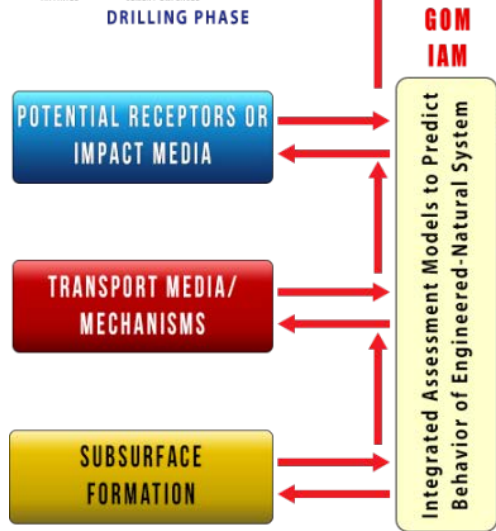 DRILLING PHASE
GOM
IAM
POTENTIAL RECEPTORS OR
IMPACT MEDIA
TRANSPORT MEDIA/
MECHANISMS
SUBSURFACE
FORMATION
Integrated Assessment Models to Predict
Behavior of Engineered-Natural System